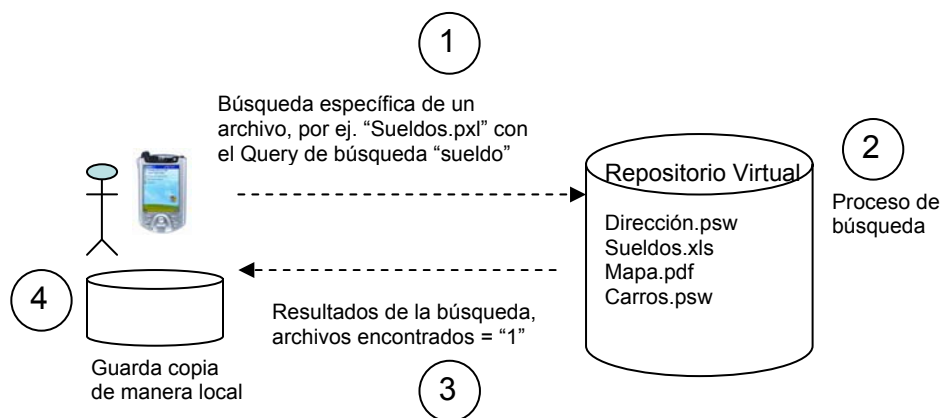 1
Búsqueda específica de un
archivo, por ej. “Sueldos.pxl” con
el Query de búsqueda “sueldo”
2
Proceso de
búsqueda
Repositorio Virtual
Dirección.psw
Sueldos.xls
Mapa.pdf
Carros.psw
Resultados de la búsqueda,
archivos encontrados = “1”
3
4
Guarda copia
de manera local